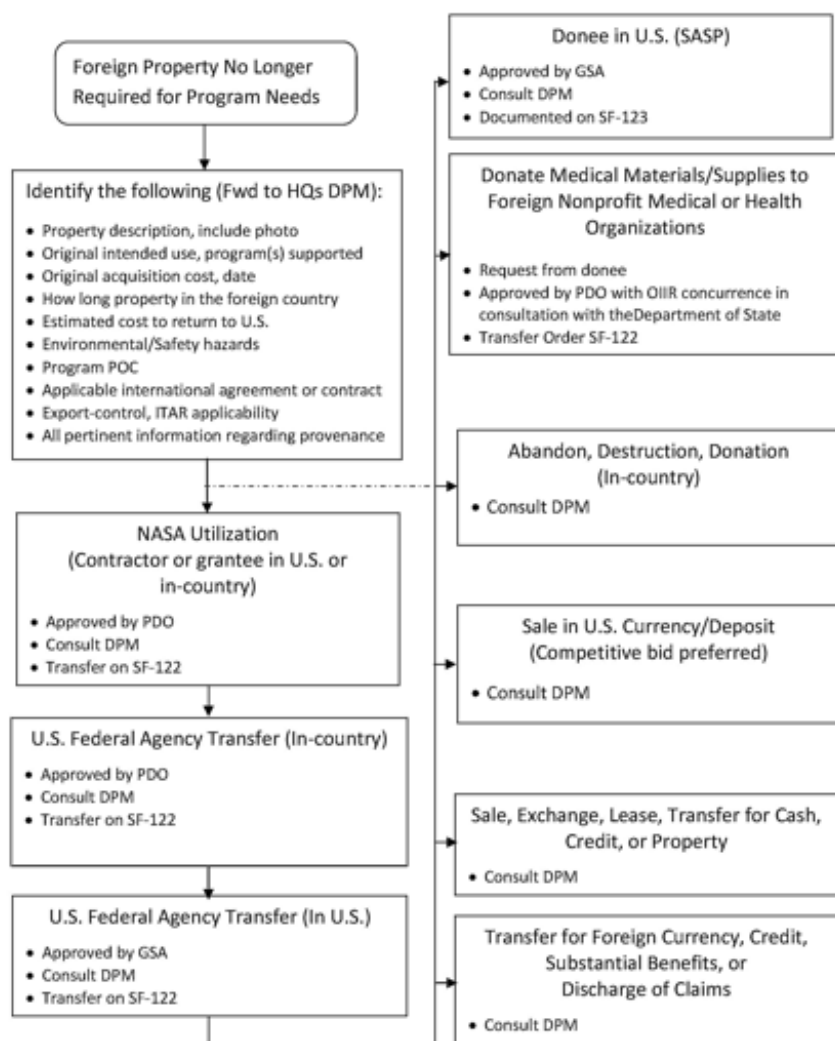 Foreign Property No Longer
Required for Program Needs
Identify the following (Fwd to HQs DPM):
• Property description, include photo
• Original intended use, program(s) supported
• Original acquisition cost, date
• How long property in the foreign country
• Estimated cost to return to U.S.
• Environmental/Safety hazards
• Program POC
• Applicable international agreement or contract
• Export-control, ITAR applicability
• All pertinent information regarding provenance
NASA Utilization
(Contractor or grantee in U.S. or
in-country)
• Approved by PDO
• Consult DPM
• Transfer on SF-122
U.S. Federal Agency Transfer (In-country)
• Approved by PDO
• Consult DPM
• Transfer on SF-122
U.S. Federal Agency Transfer (In U.S.)
• Approved by GSA
• Consult DPM
• Transfer on SF-122
Donee in U.S. (SASP)
• Approved by GSA
• Consult DPM
• Documented on SF-123
Donate Medical Materials/Supplies to
Foreign Nonprofit Medical or Health
Organizations
• Request from donee
• Approved by PDO with OIIR concurrence in
consultation with theDepartment of State
• Transfer Order SF-122
Abandon, Destruction, Donation
(In-country)
• Consult DPM
Sale in U.S. Currency/Deposit
(Competitive bid preferred)
• Consult DPM
Sale, Exchange, Lease, Transfer for Cash,
Credit, or Property
• Consult DPM
Transfer for Foreign Currency, Credit,
Substantial Benefits, or
Discharge of Claims
• Consult DPM